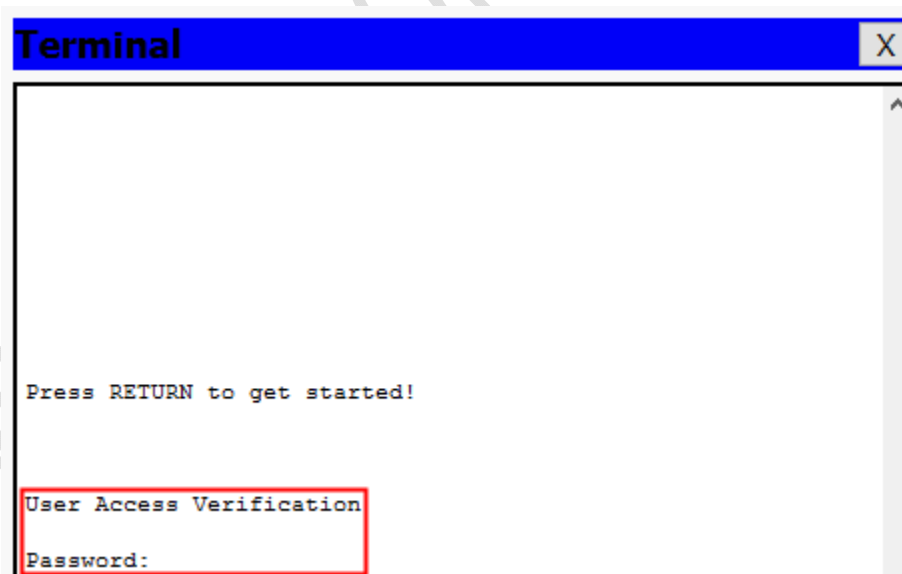 Terminal
X
Press RETURN to get started!
User Access Verification
Password: